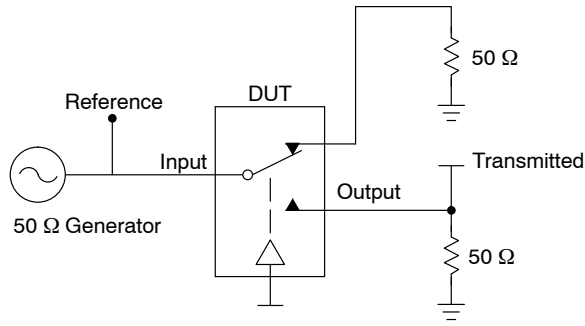 50 Ω
DUT
Reference
Input
Transmitted
Output
50 Ω Generator
50 Ω